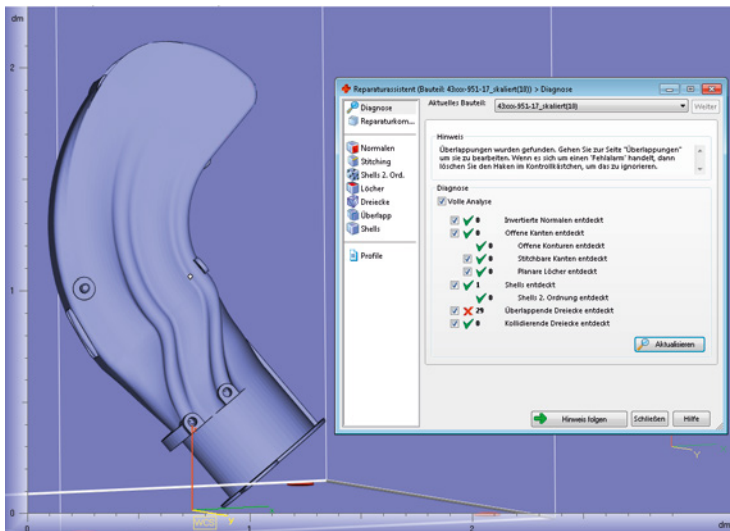 dm
2
1
0
0
1
2
dm
WCS
Y
Y
Reparaturassistent (Bauteil: 43xxx-951-17_skaliert(18)) > Diagnose
Diagnose
Reparaturkom...
Normalen
Stitching
Shells 2. Ord.
Löcher
Dreiecke
Überlapp
Shells
Profile
Aktuelles Bauteil: 43xxx-951-17_skaliert(18) Weiter
Hinweis
Überlappungen wurden gefunden. Gehen Sie zur Seite "Überlappungen"
um sie zu bearbeiten. Wenn es sich um einen 'Fehlalarm' handelt, dann
löschen Sie den Haken im Kontrollkästchen, um das zu ignorieren.
Diagnose
Volle Analyse
0 Invertierte Normalen entdeckt
0 Offene Kanten entdeckt
0 Offene Konturen entdeckt
0 Stitchbare Kanten entdeckt
0 Planare Löcher entdeckt
1 Shells entdeckt
0 Shells 2. Ordnung entdeckt
29 Überlappende Dreiecke entdeckt
0 Kollidierende Dreiecke entdeckt
Aktualisieren
Hinweis folgen Schließen Hilfe